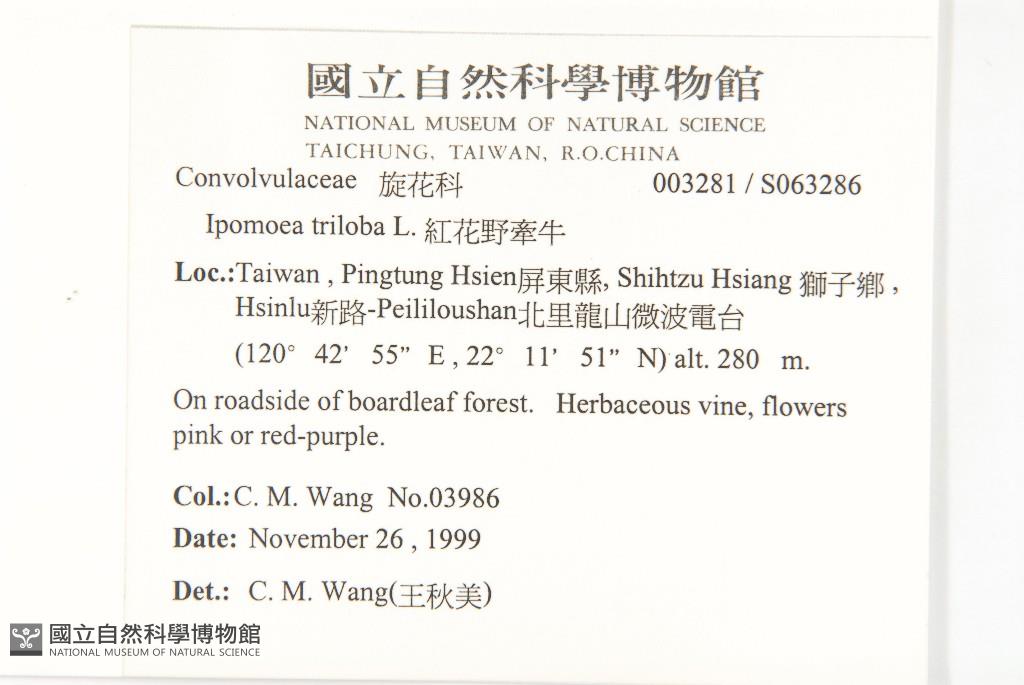 國立自然科學博物館
NATIONAL MUSEUM OF NATURAL SCIENCE
TAICHUNG, TAIWAN, R.O.CHINA
Convolvulaceae 旋花科 003281 / S063286
Ipomoea triloba L. 紅花野牽牛
Loc.:Taiwan , Pingtung Hsien屏東縣, Shihtzu Hsiang 獅子鄉 ,
Hsinlu新路-Peililoushan北里龍山微波電台
(120° 42’ 55” E , 22° 11’ 51” N) alt. 280 m.
On roadside of boardleaf forest. Herbaceous vine, flowers
pink or red-purple.
Col.: C. M. Wang No.03986
Date: November 26 , 1999
Det.: C. M. Wang(王秋美)
國立自然科學博物館
NATIONAL MUSEUM OF NATURAL SCIENCE